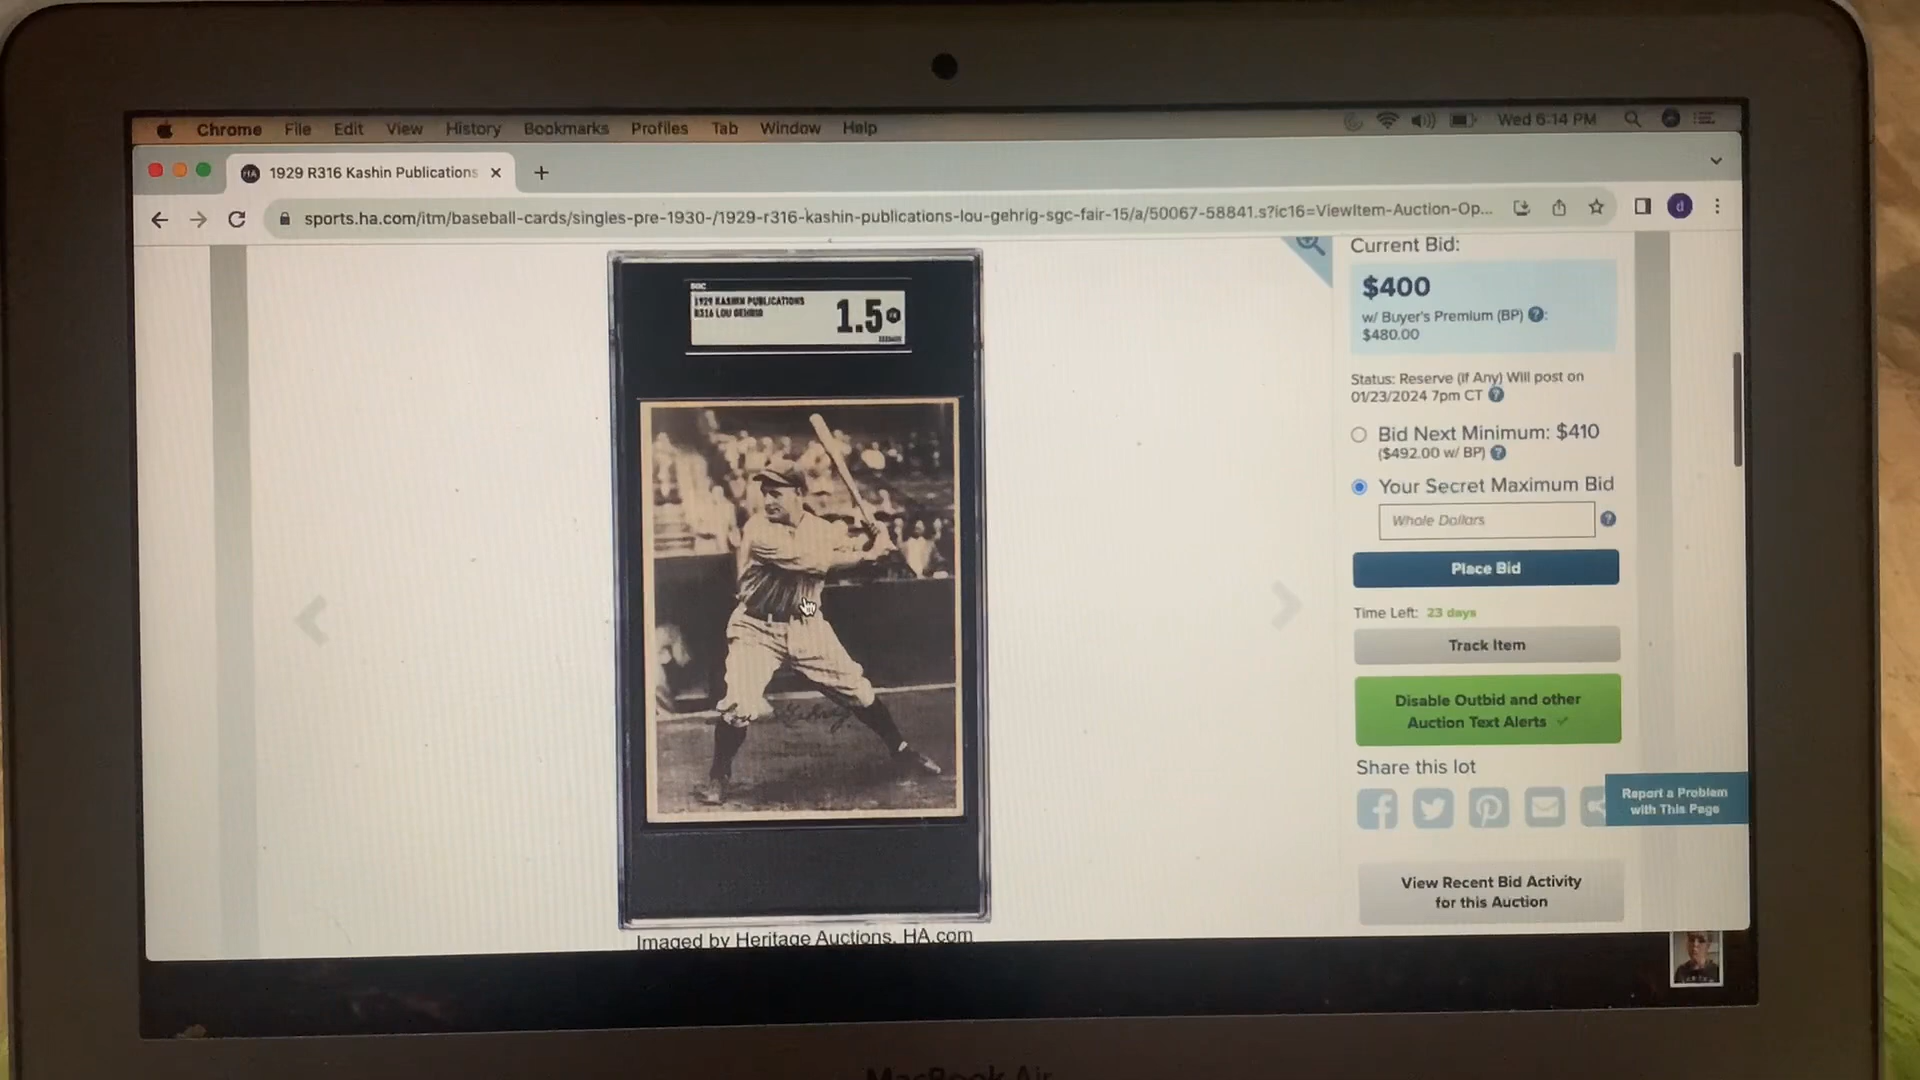 Chrome File Edit View History Bookmarks Profiles Tab Window Help
Wed 6:14 PM
1929 R316 Kashin Publications
sports.ha.com/itm/baseball-cards/singles-pre-1930-/1929-r316-kashin-publications-lou-gehrig-sgc-fair-15/a/50067-58841.s?ic16=ViewItem-Auction-Op...
d
SGC
1929 KASHIN PUBLICATIONS
R316 LOU GEHRIG
1.5
Lou Gehrig
Imaged by Heritage Auctions, HA.com
Current Bid:
$400
w/ Buyer's Premium (BP) ? :
$480.00
Status: Reserve (If Any) Will post on
01/23/2024 7pm CT ?
Bid Next Minimum: $410
($492.00 w/ BP) ?
Your Secret Maximum Bid
Whole Dollars ?
Place Bid
Time Left: 23 days
Track Item
Disable Outbid and other
Auction Text Alerts ✓
Share this lot
Report a Problem
with This Page
View Recent Bid Activity
for this Auction
MacBook Air